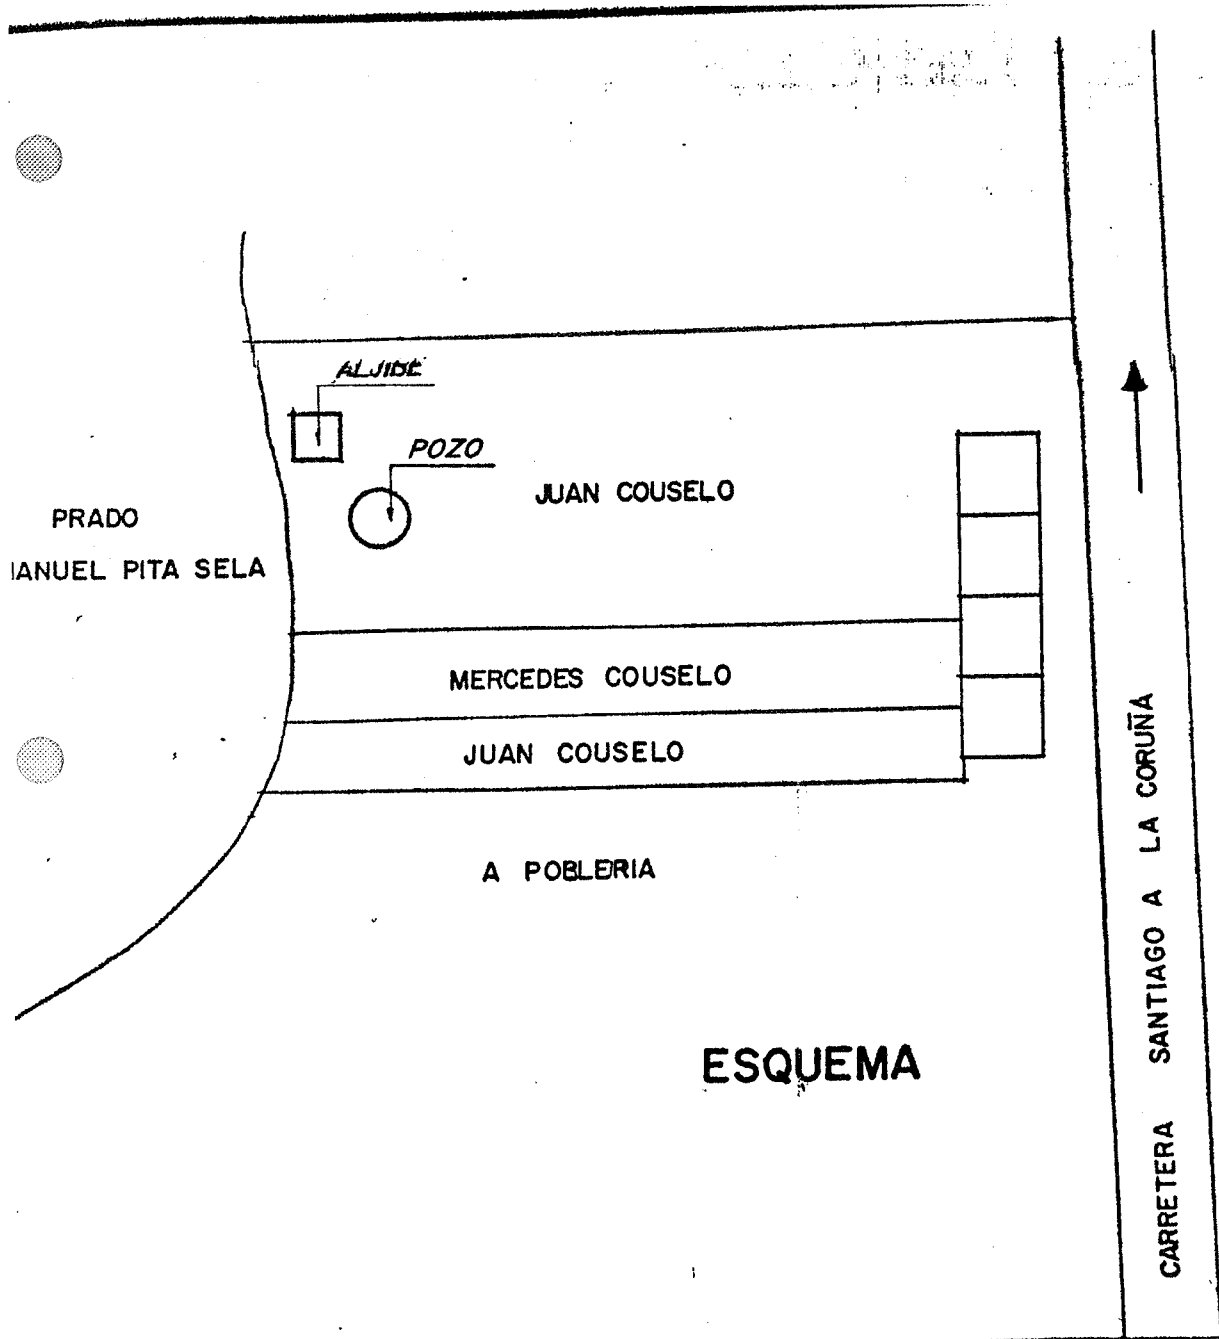 ALJIBE
POZO
JUAN COUSELO
PRADO
IANUEL PITA SELA
MERCEDES COUSELO
JUAN COUSELO
A POBLERIA
ESQUEMA
CARRETERA SANTIAGO A LA CORUÑA